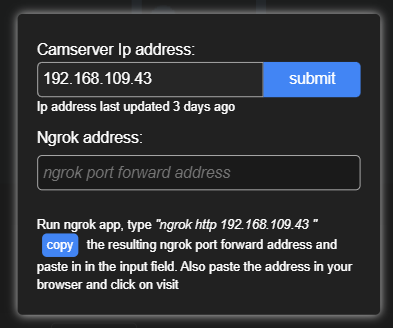 Camserver Ip address:
192.168.109.43 submit
Ip address last updated 3 days ago
Ngrok address:
ngrok port forward address
Run ngrok app, type "ngrok http 192.168.109.43 "
copy the resulting ngrok port forward address and
paste in in the input field. Also paste the address in your
browser and click on visit